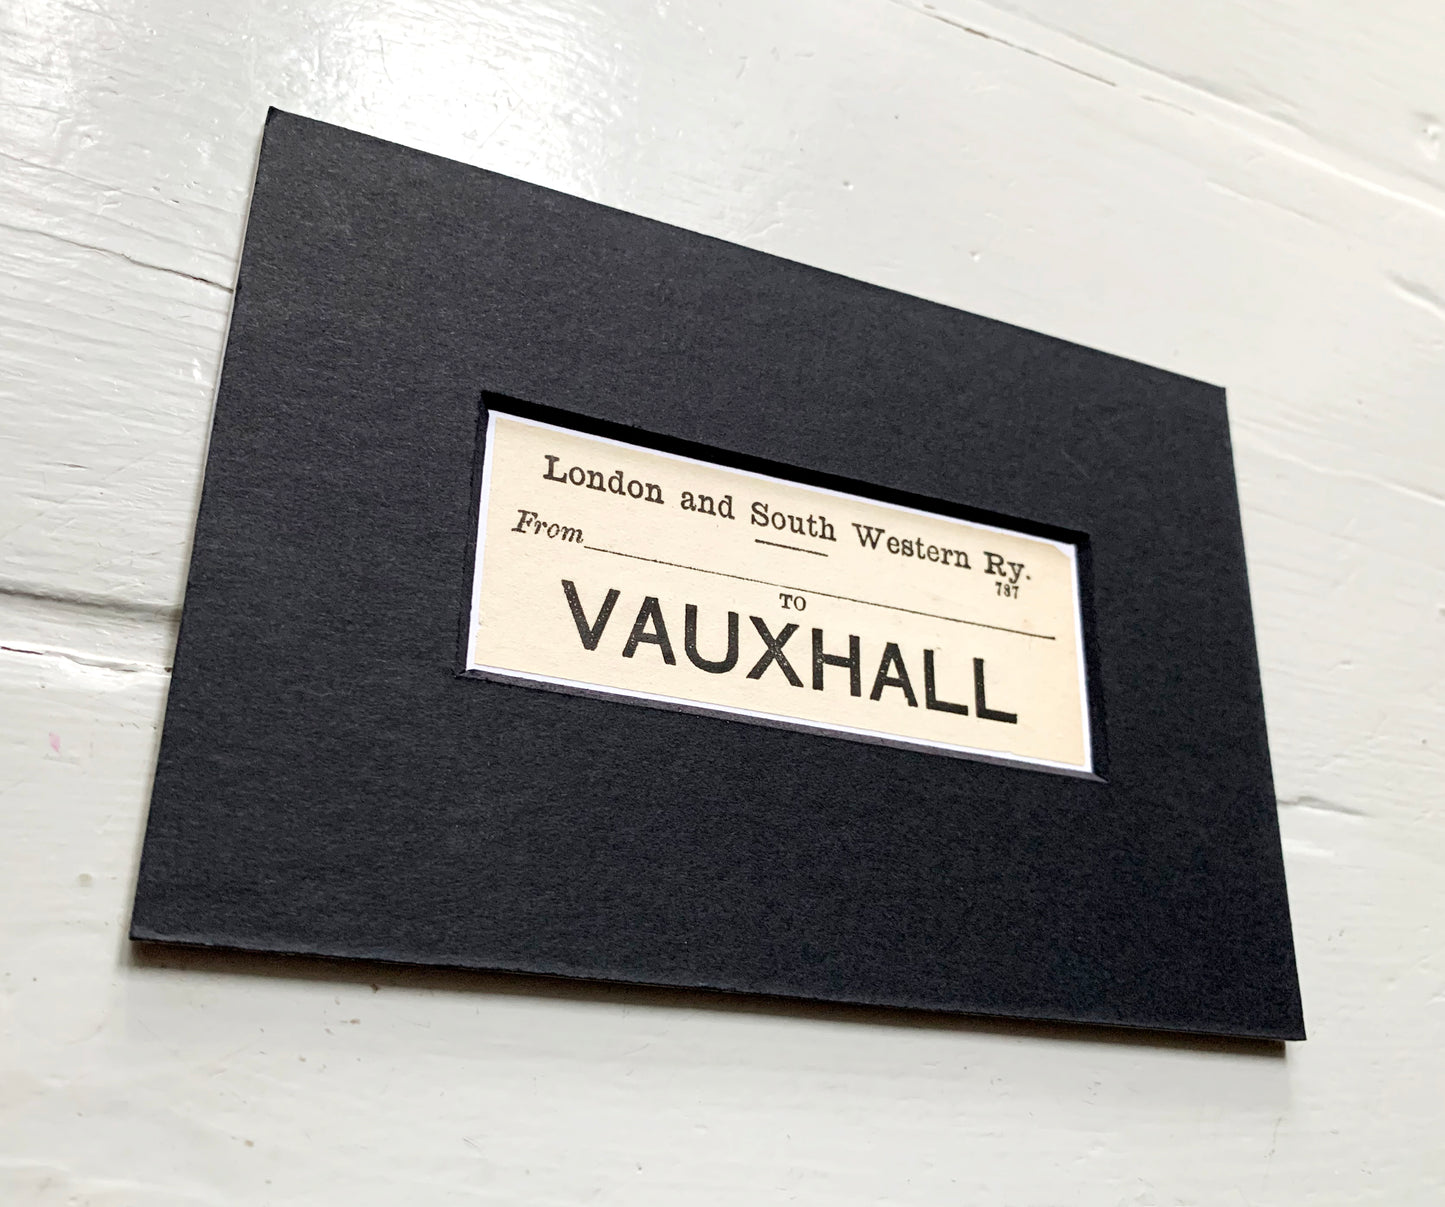 London and South Western Ry.
787
From
TO
VAUXHALL